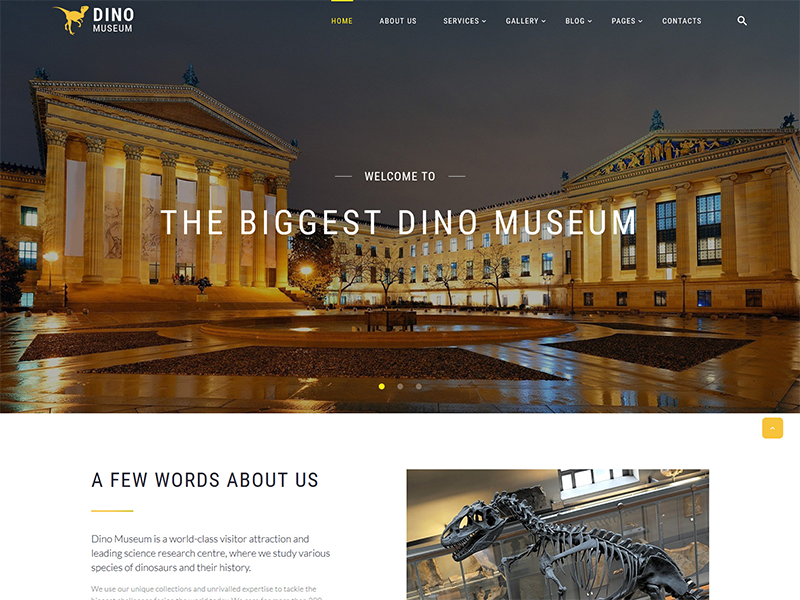 DINO
MUSEUM
HOME ABOUT US SERVICES GALLERY BLOG PAGES CONTACTS
WELCOME TO
THE BIGGEST DINO MUSEUM
A FEW WORDS ABOUT US
Dino Museum is a world-class visitor attraction and
leading science research centre, where we study various
species of dinosaurs and their history.
We use our unique collections and unrivalled expertise to tackle the